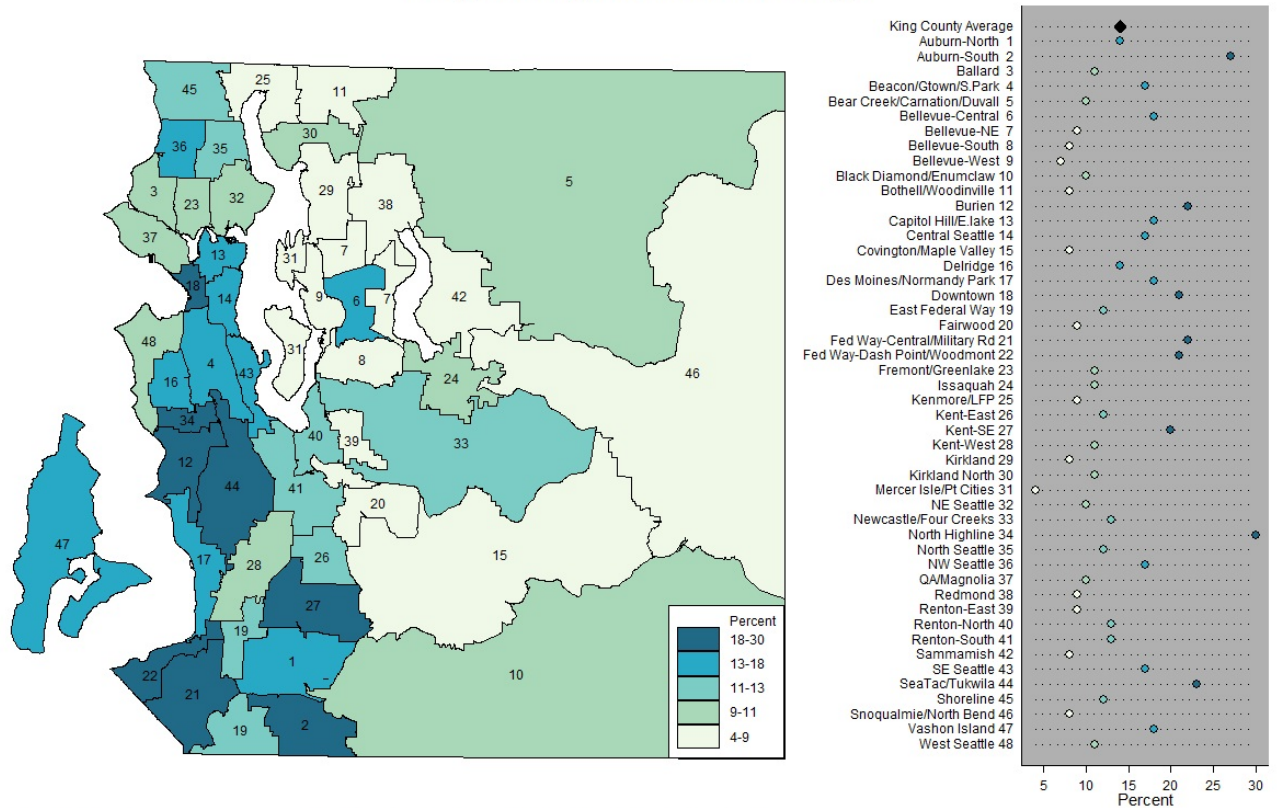 King County Average
Auburn-North 1
Auburn-South 2
Ballard 3
Beacon/Gtown/S.Park 4
Bear Creek/Carnation/Duvall 5
Bellevue-Central 6
Bellevue-NE 7
Bellevue-South 8
Bellevue-West 9
Black Diamond/Enumclaw 10
Bothell/Woodinville 11
Burien 12
Capitol Hill/E.lake 13
Central Seattle 14
Covington/Maple Valley 15
Delridge 16
Des Moines/Normandy Park 17
Downtown 18
East Federal Way 19
Fairwood 20
Fed Way-Central/Military Rd 21
Fed Way-Dash Point/Woodmont 22
Fremont/Greenlake 23
Issaquah 24
Kenmore/LFP 25
Kent-East 26
Kent-SE 27
Kent-West 28
Kirkland 29
Kirkland North 30
Mercer Isle/Pt Cities 31
NE Seattle 32
Newcastle/Four Creeks 33
North Highline 34
North Seattle 35
NW Seattle 36
QA/Magnolia 37
Redmond 38
Renton-East 39
Renton-North 40
Renton-South 41
Sammamish 42
SE Seattle 43
SeaTac/Tukwila 44
Shoreline 45
Snoqualmie/North Bend 46
Vashon Island 47
West Seattle 48
5 10 15 20 25 30
Percent
45 25 11
36 35 30
5
3 23 32 29 38
37 13 31 7
18 14 9 6 7 42
48 4 43 31 8 46
16 24
34 40 39 33
12 44 41 20
47 17 28 26 15
27
19 1 10
22 21
19 2
Percent
18-30
13-18
11-13
9-11
4-9